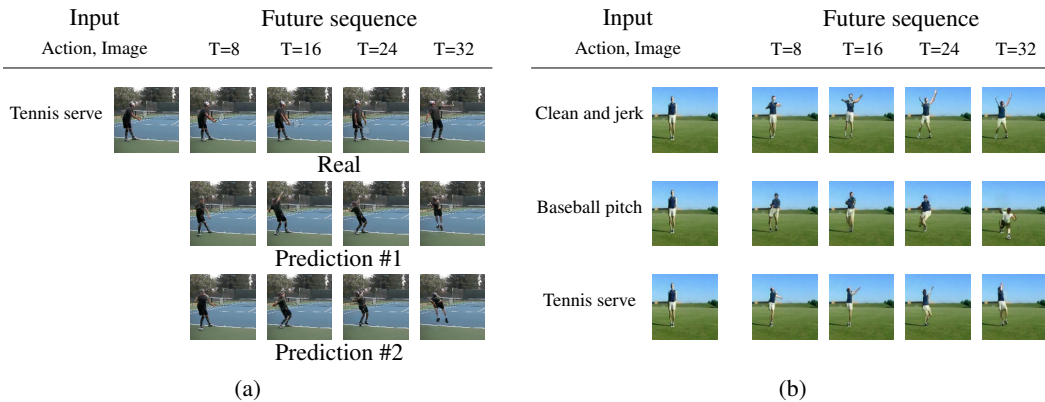 Input Future sequence
Action, Image T=8 T=16 T=24 T=32
Tennis serve
Real
Prediction #1
Prediction #2
(a)
Input Future sequence
Action, Image T=8 T=16 T=24 T=32
Clean and jerk
Baseball pitch
Tennis serve
(b)